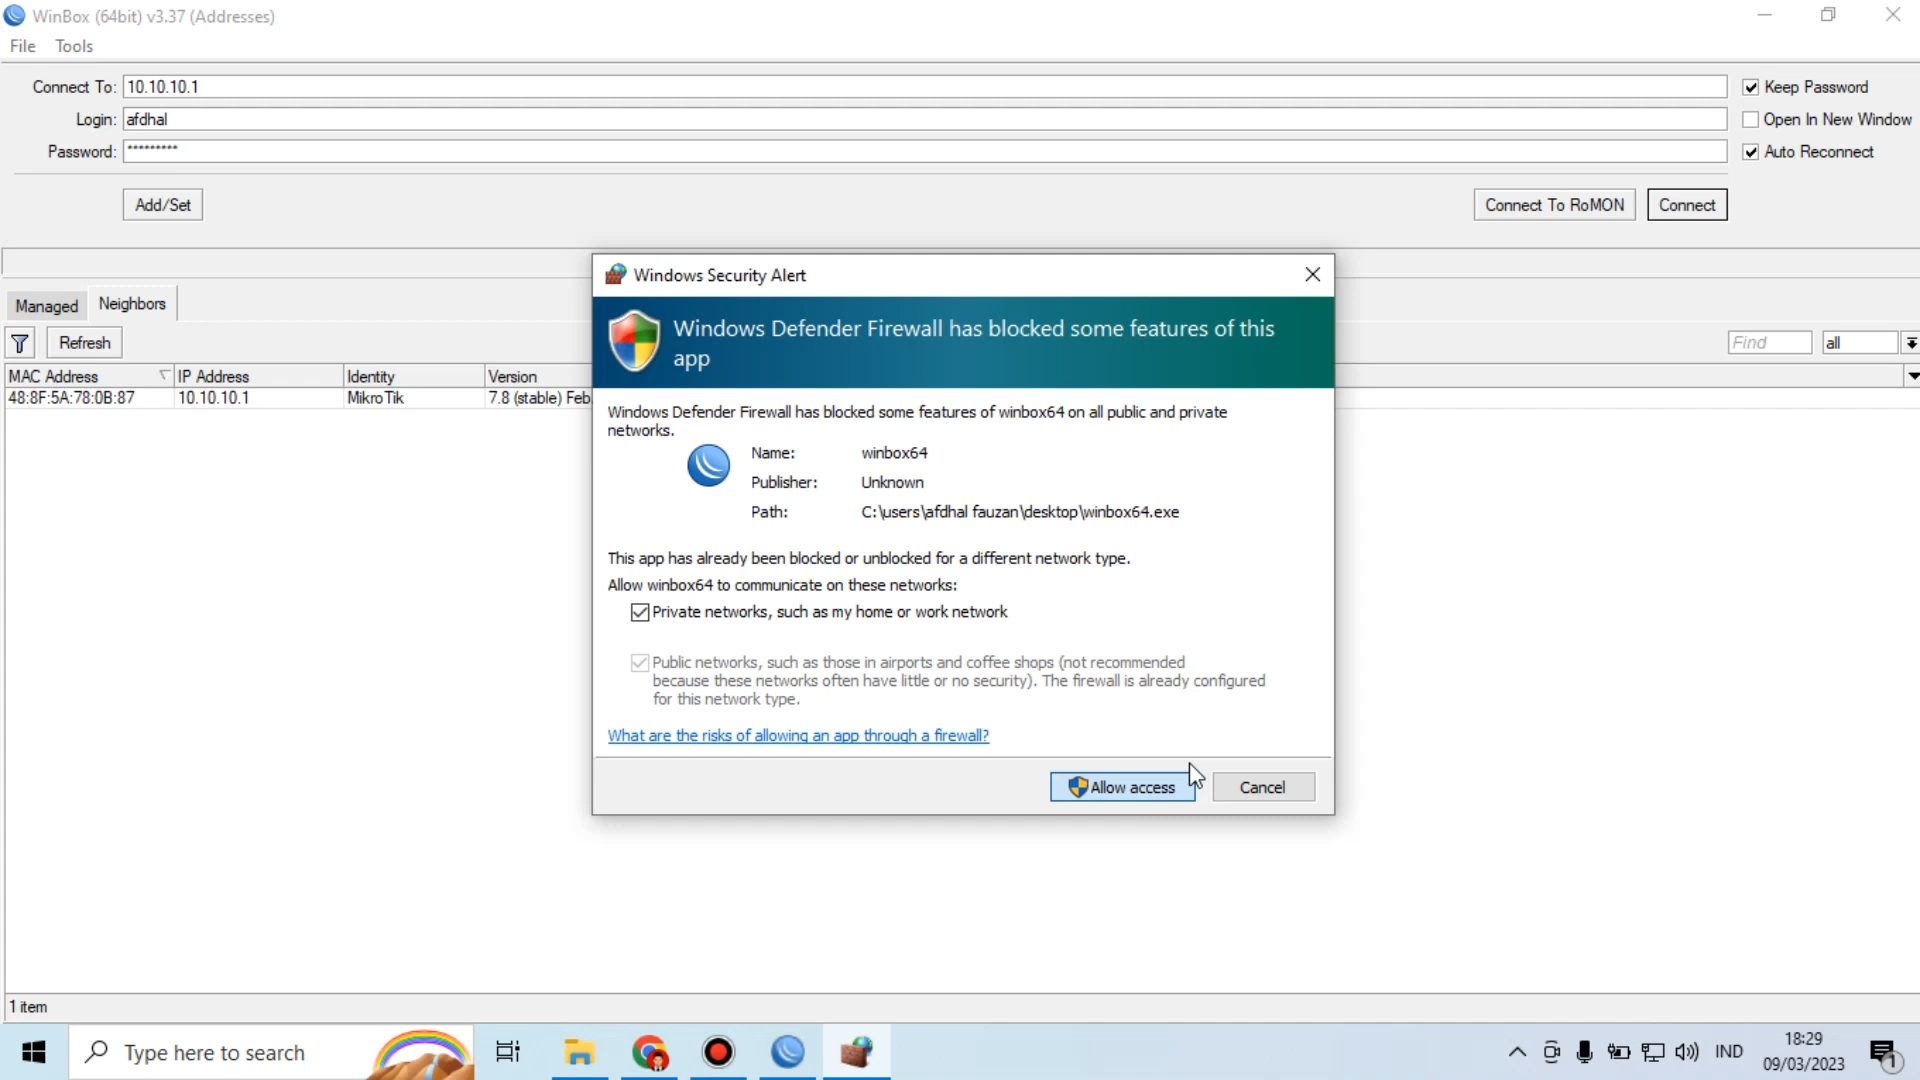 WinBox (64bit) v3.37 (Addresses)
File Tools
Connect To: 10.10.10.1
Keep Password
Login: afdhal
Open In New Window
Password: *********
Auto Reconnect
Add/Set
Connect To RoMON Connect
Managed Neighbors
Refresh
Find all
MAC Address IP Address Identity Version
48:8F:5A:78:0B:87 10.10.10.1 MikroTik 7.8 (stable) Feb
Windows Security Alert
Windows Defender Firewall has blocked some features of this
app
Windows Defender Firewall has blocked some features of winbox64 on all public and private
networks.
Name: winbox64
Publisher: Unknown
Path: C:\users\afdhal fauzan\desktop\winbox64.exe
This app has already been blocked or unblocked for a different network type.
Allow winbox64 to communicate on these networks:
Private networks, such as my home or work network
Public networks, such as those in airports and coffee shops (not recommended
because these networks often have little or no security). The firewall is already configured
for this network type.
What are the risks of allowing an app through a firewall?
Allow access Cancel
1 item
Type here to search
IND
18:29
09/03/2023
1